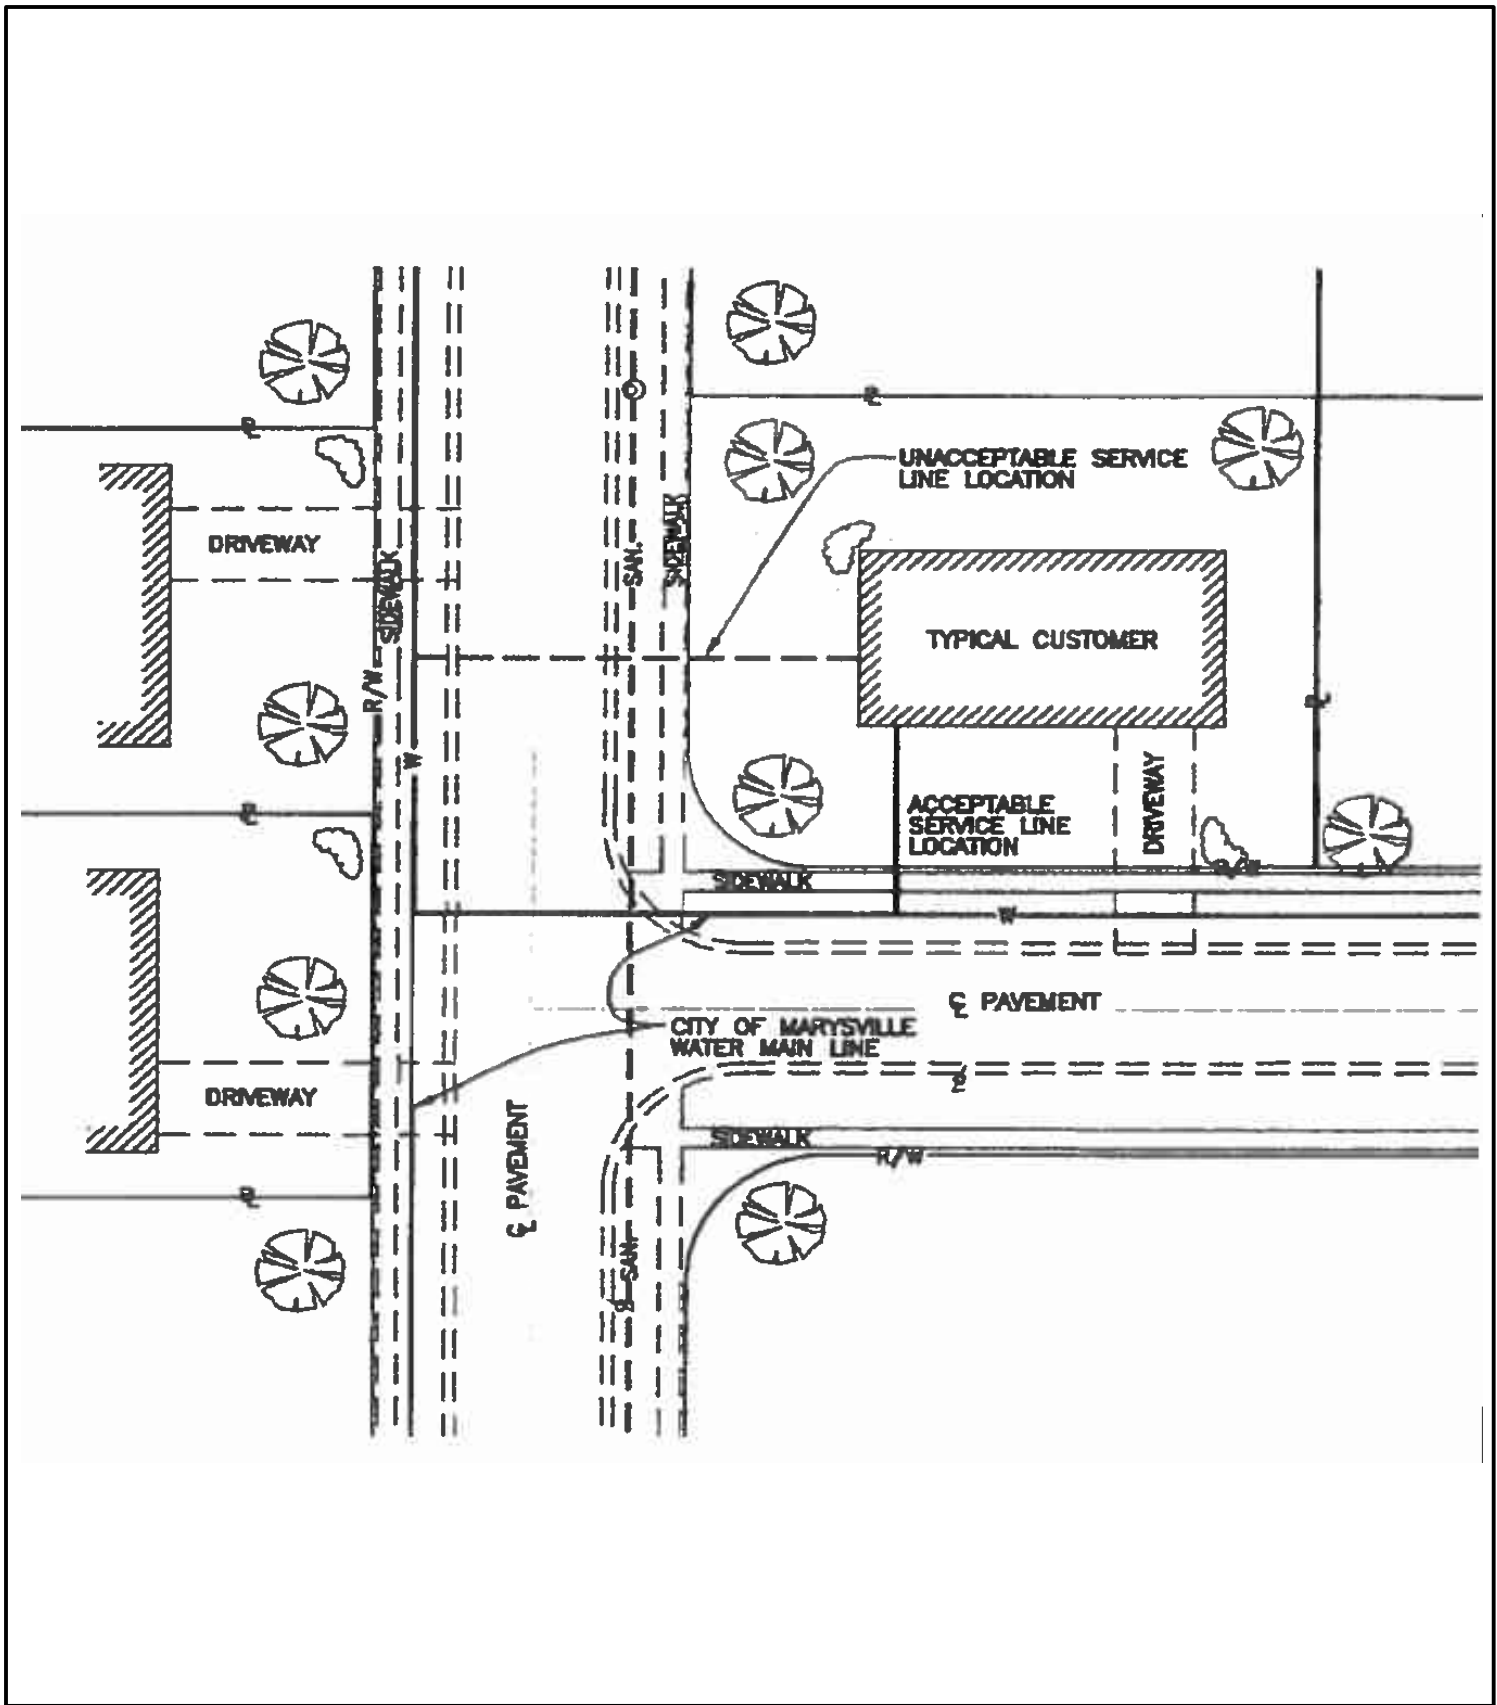 UNACCEPTABLE SERVICE
LINE LOCATION
DRIVEWAY
SIDEWALK
SAN.
SIDEWALK
TYPICAL CUSTOMER
R/W
W
DRIVEWAY
ACCEPTABLE
SERVICE LINE
LOCATION
SIDEWALK
R/W
W
PAVEMENT
CITY OF MARYSVILLE
WATER MAIN LINE
DRIVEWAY
PAVEMENT
SIDEWALK
R/W
SAN.